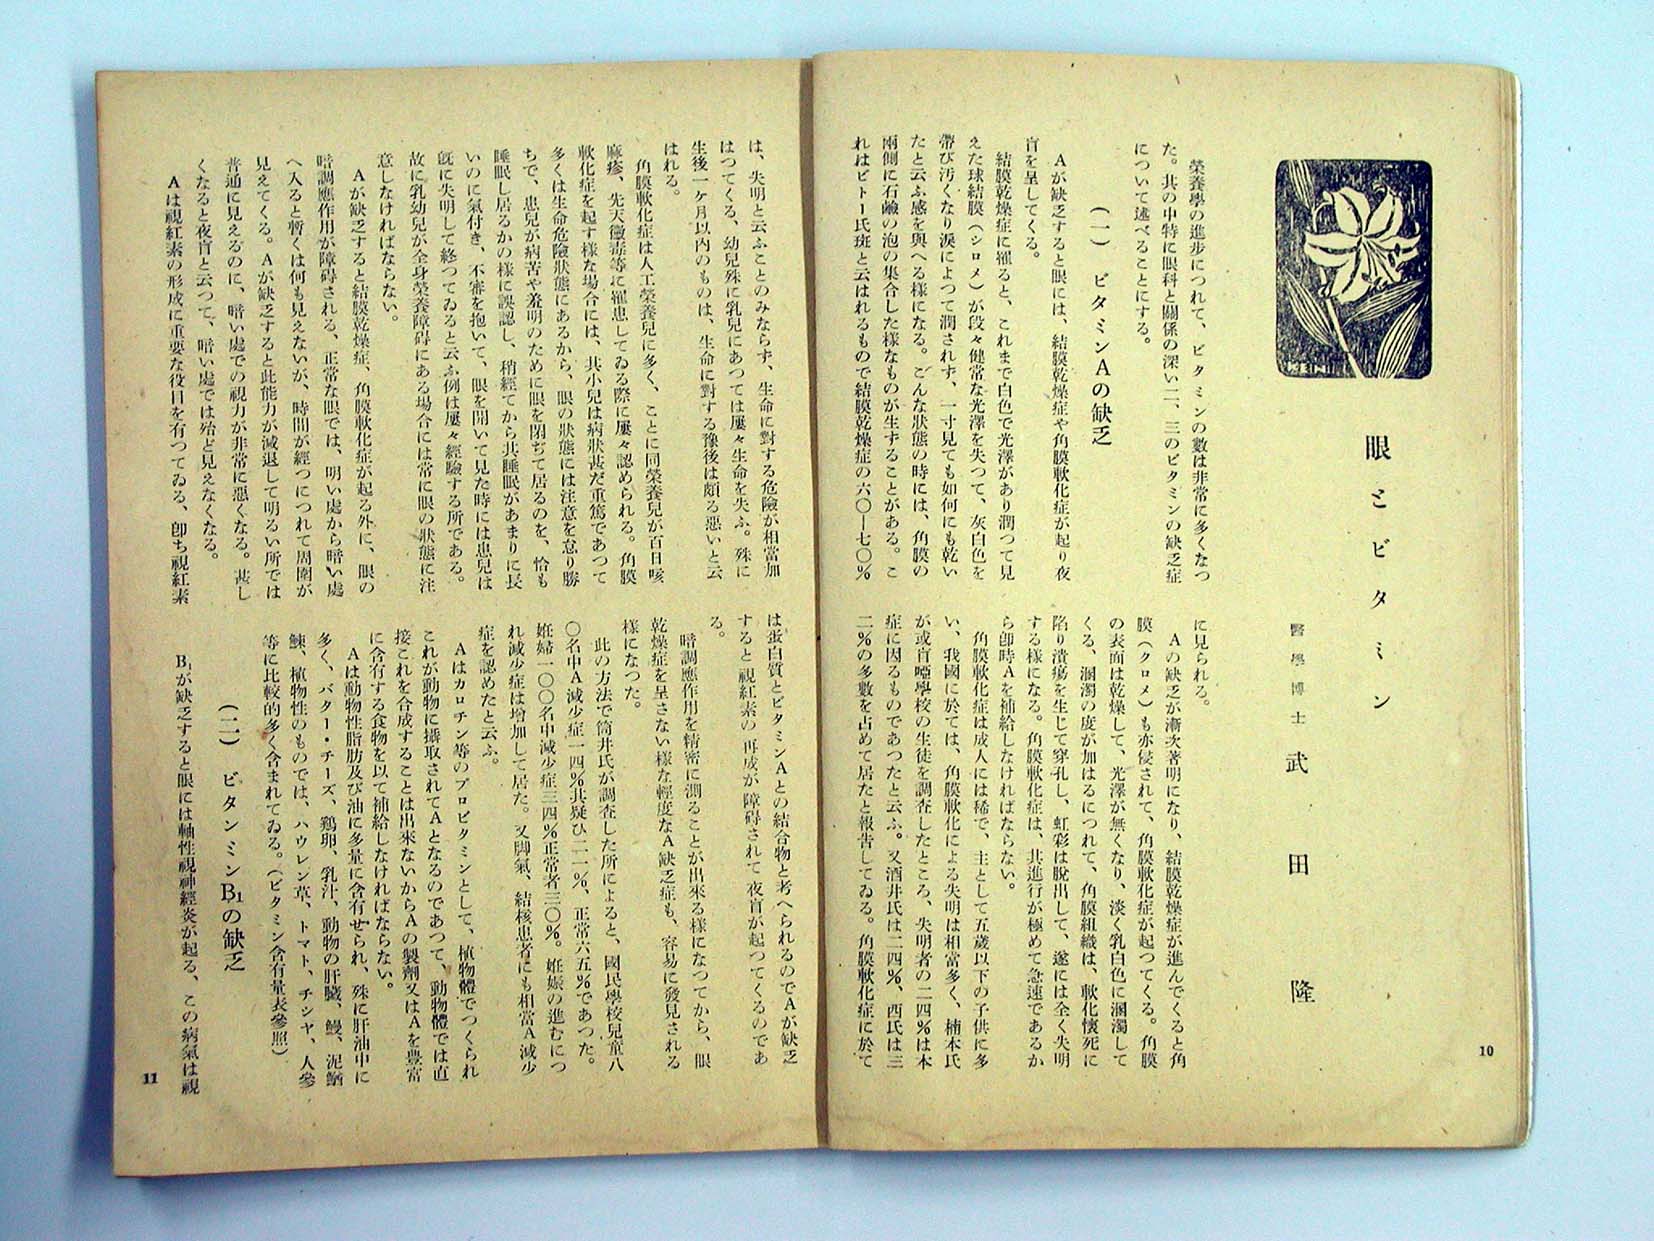 KEN
眼とビタミン
醫學博士 武田 隆
榮養學の進步につれて、ビタミンの數は非常に多くなつ
た。其の中特に眼科と關係の深い二、三のビタミンの缺乏症
について述べることにする。
（一） ビタミンAの缺乏
Aが缺乏すると眼には、結膜乾燥症や角膜軟化症が起り夜
盲を呈してくる。
結膜乾燥症に罹ると、これまで白色で光澤があり潤つて見
えた球結膜（シロメ）が段々健常な光澤を失つて、灰白色を
帶び汚くなり涙によつて潤されず、一寸見ても如何にも乾い
たと云ふ感を與へる樣になる。こんな狀態の時には、角膜の
兩側に石鹼の泡の集合した樣なものが生ずることがある。こ
れはビトー氏斑と云はれるもので結膜乾燥症の六〇―七〇％
に見られる。
Aの缺乏が漸次著明になり、結膜乾燥症が進んでくると角
膜（クロメ）も亦侵されて、角膜軟化症が起つてくる。角膜
の表面は乾燥して、光澤が無くなり、淡く乳白色に溷濁して
くる、溷濁の度が加はるにつれて、角膜組織は、軟化懷死に
陷り潰瘍を生じて穿孔し、虹彩は脫出して、遂には全く失明
する樣になる。角膜軟化症は、其進行が極めて急速であるか
ら卽時Aを補給しなければならない。
角膜軟化症は成人には稀で、主として五歲以下の子供に多
い、我國に於ては、角膜軟化による失明は相當多く、楠本氏
が或盲啞學校の生徒を調査したところ、失明者の二四％は本
症に因るものであつたと云ふ。又酒井氏は二四％、西氏は三
二％の多數を占めて居たと報吿してゐる。角膜軟化症に於て
10
は、失明と云ふことのみならず、生命に對する危險が相當加
はつてくる、幼兒殊に乳兒にあつては屢々生命を失ふ。殊に
生後一ヶ月以內のものは、生命に對する豫後は頗る惡いと云
はれる。
角膜軟化症は人工榮養兒に多く、ことに同榮養兒が百日咳
麻疹、先天黴毒等に罹患してゐる際に屢々認められる。角膜
軟化症を起す樣な場合には、其小兒は病狀甚だ重篤であつて
多くは生命危險狀態にあるから、眼の狀態には注意を怠り勝
ちで、患兒が病苦や羞明のために眼を閉ぢて居るのを、恰も
睡眠し居るかの樣に誤認し、稍經てから其睡眠があまりに長
いのに氣付き、不審を抱いて、眼を開いて見た時には患兒は
旣に失明して終つてゐると云ふ例は屢々經驗する所である。
故に乳幼兒が全身榮養障碍にある場合には常に眼の狀態に注
意しなければならない。
Aが缺乏すると結膜乾燥症、角膜軟化症が起る外に、眼の
暗調應作用が障碍される、正常な眼では、明い處から暗い處
へ入ると暫くは何も見えないが、時間が經つにつれて周圍が
見えてくる。Aが缺乏すると此能力が減退して明るい所では
普通に見えるのに、暗い處での視力が非常に惡くなる。甚し
くなると夜盲と云つて、暗い處では殆ど見えなくなる。
Aは視紅素の形成に重要な役目を有つてゐる、卽ち視紅素
は蛋白質とビタミンAとの結合物と考へられるのでAが缺乏
すると視紅素の再成が障碍されて夜盲が起つてくるのであ
る。
暗調應作用を精密に測ることが出來る樣になつてから、眼
乾燥症を呈さない樣な輕度なA缺乏症も、容易に發見される
樣になつた。
此の方法で筒井氏が調査した所によると、國民學校兒童八
〇名中A減少症一四％其疑ひ二一％、正常六五％であつた。
妊婦一〇〇名中減少症三四％正常者三〇％。妊娠の進むにつ
れ減少症は增加して居た。又脚氣、結核患者にも相當A減少
症を認めたと云ふ。
Aはカロチン等のプロビタミンとして、植物體でつくられ
これが動物に攝取されてAとなるのであつて、動物體では直
接これを合成することは出來ないからAの製劑又はAを豐富
に含有する食物を以て補給しなければならない。
Aは動物性脂肪及び油に多量に含有せられ、殊に肝油中に
多く、バター・チーズ、鷄卵、乳汁、動物の肝臟、鰻、泥鰌
鰊、植物性のものでは、ハウレン草、トマト、チシヤ、人參
等に比較的多く含まれてゐる。（ビタミン含有量表參照）
（二） ビタンミンB₁の缺乏
B₁が缺乏すると眼には軸性視神經炎が起る、この病氣は視
11